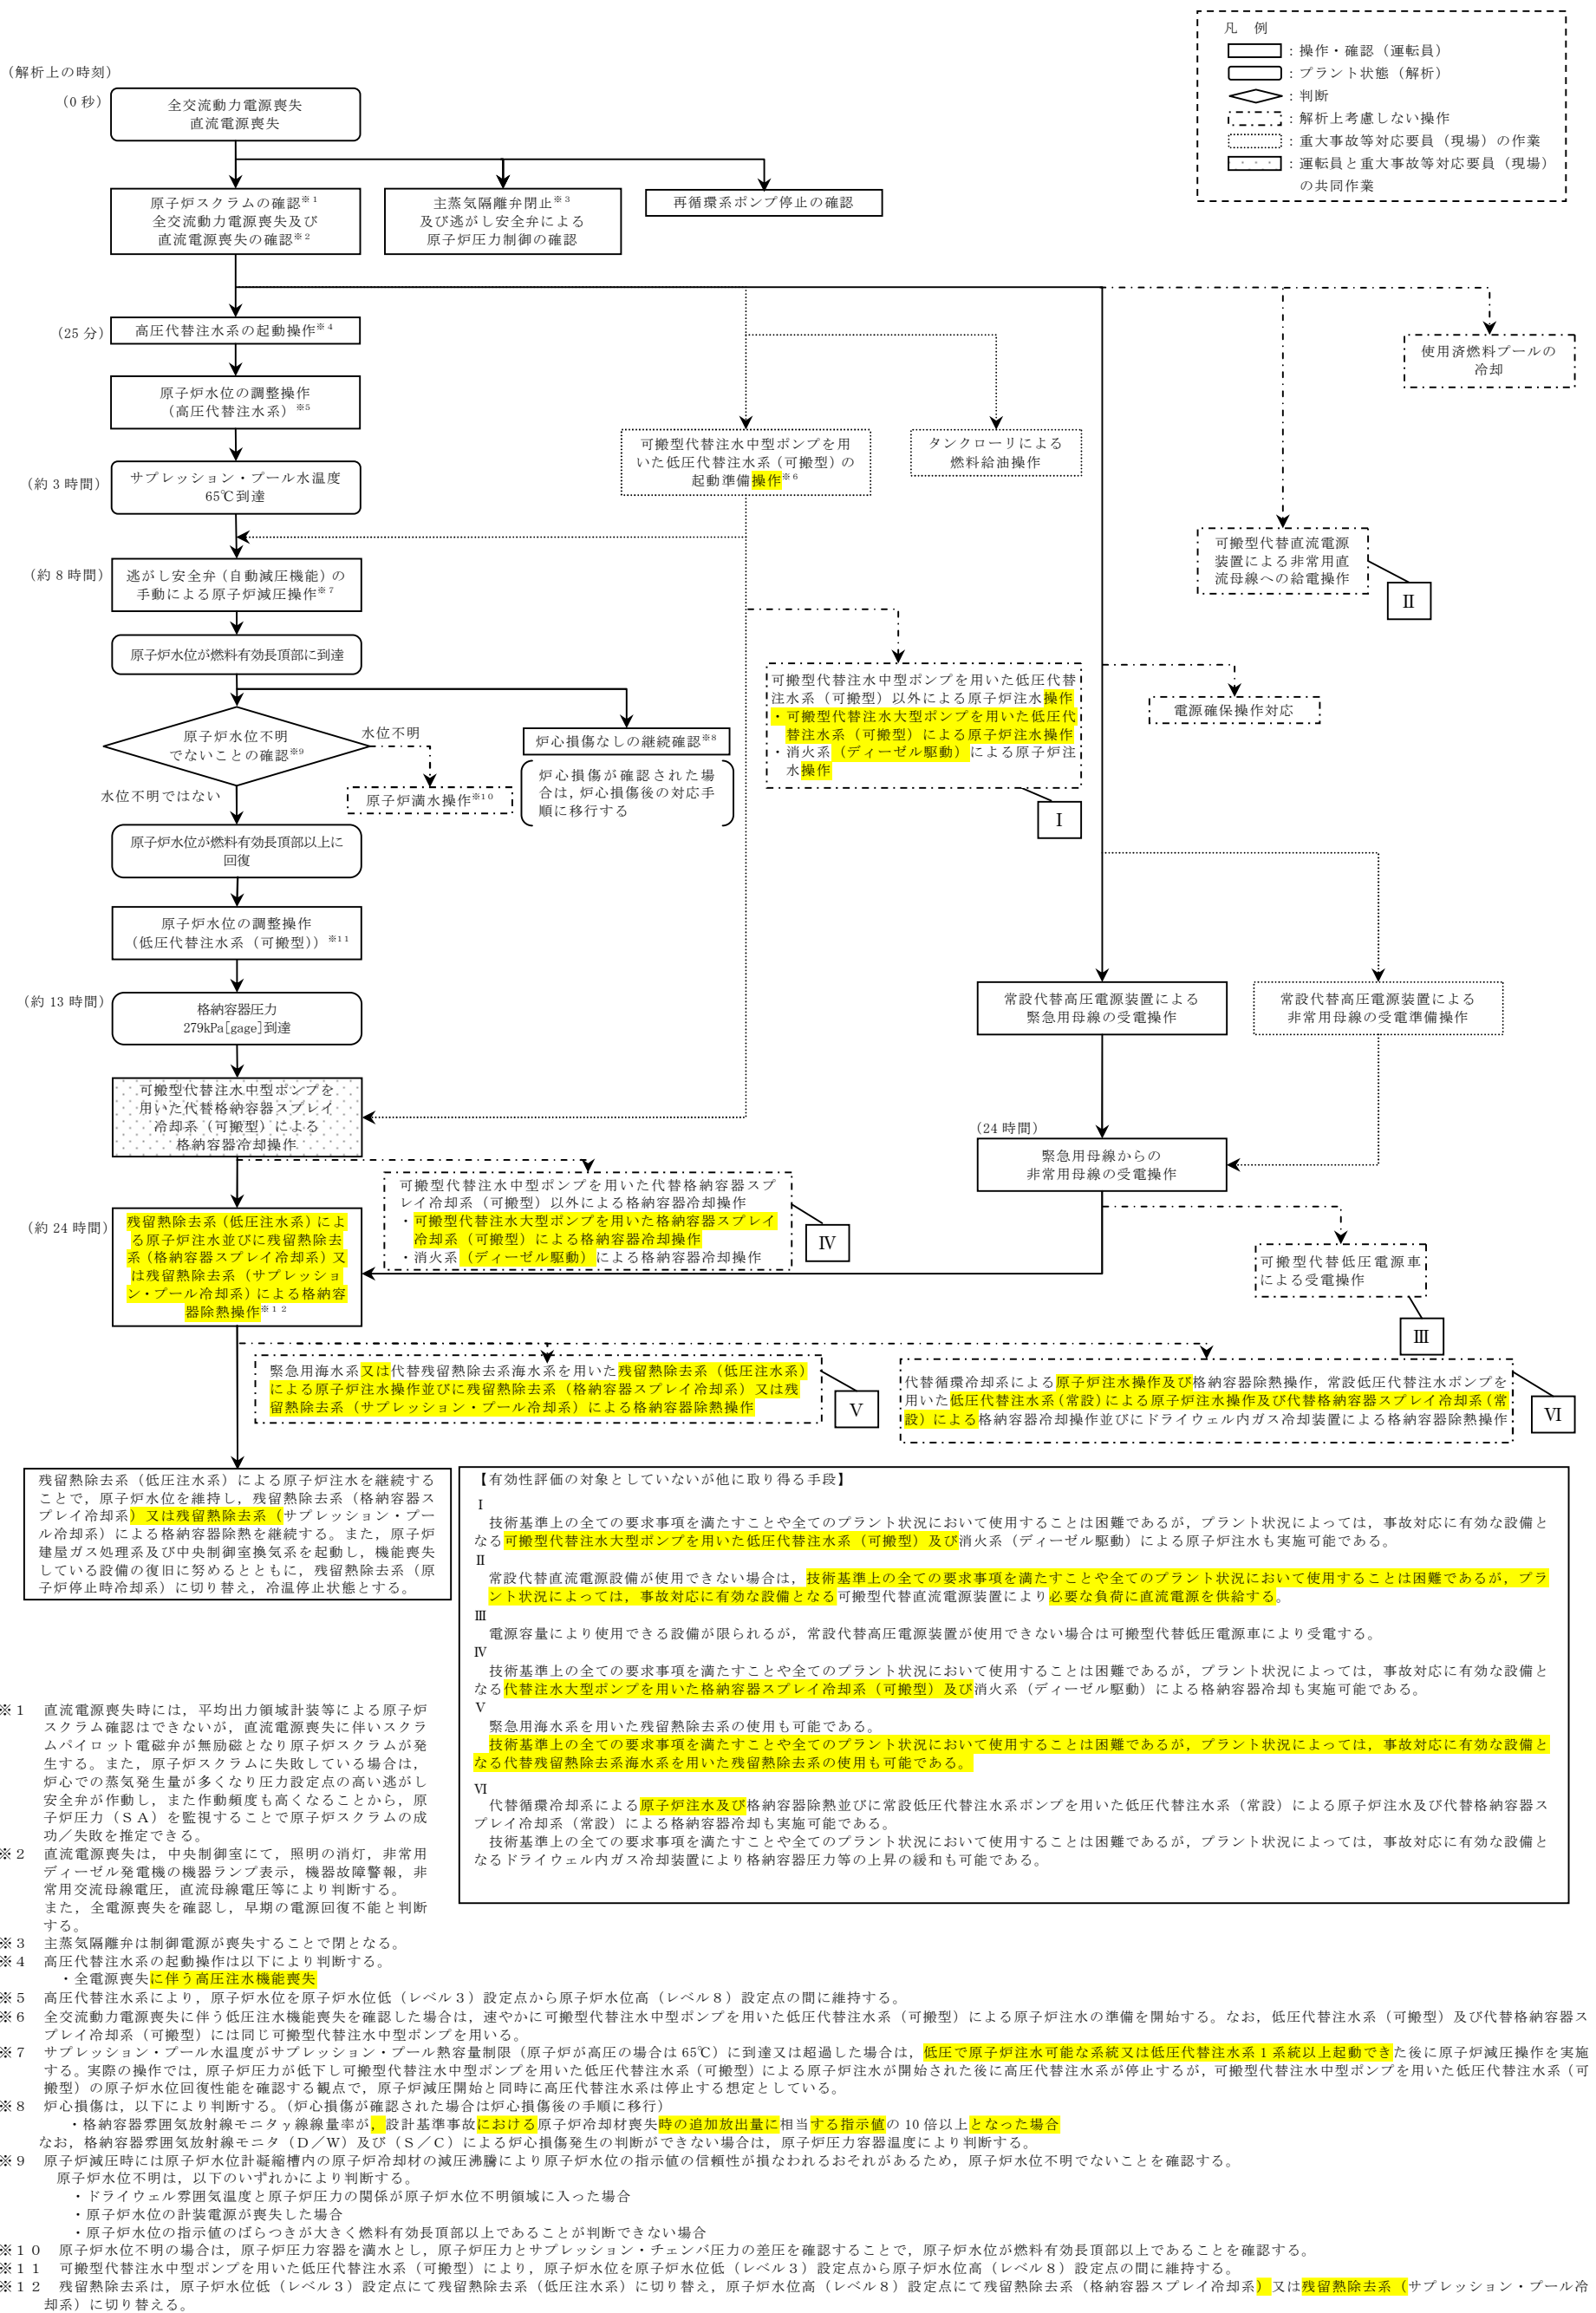 凡　例
：操作・確認（運転員）
：プラント状態（解析）
：判断
：解析上考慮しない操作
：重大事故等対応要員（現場）の作業
：運転員と重大事故等対応要員（現場）
の共同作業
（解析上の時刻）
（0 秒）
全交流動力電源喪失
直流電源喪失
原子炉スクラムの確認※１
全交流動力電源喪失及び
直流電源喪失の確認※２
主蒸気隔離弁閉止※３
及び逃がし安全弁による
原子炉圧力制御の確認
再循環系ポンプ停止の確認
（25 分）
高圧代替注水系の起動操作※４
原子炉水位の調整操作
（高圧代替注水系）※5
（約 3 時間）
サプレッション・プール水温度
65℃到達
（約 8 時間）
逃がし安全弁（自動減圧機能）の
手動による原子炉減圧操作※７
原子炉水位が燃料有効長頂部に到達
原子炉水位不明
でないことの確認※9
水位不明
水位不明ではない
原子炉満水操作※10
炉心損傷なしの継続確認※8
炉心損傷が確認された場
合は，炉心損傷後の対応手
順に移行する
原子炉水位が燃料有効長頂部以上に
回復
原子炉水位の調整操作
（低圧代替注水系（可搬型））※11
（約 13 時間）
格納容器圧力
279kPa[gage]到達
可搬型代替注水中型ポンプを
用いた代替格納容器スプレイ
冷却系（可搬型）による
格納容器冷却操作
（約 24 時間）
残留熱除去系（低圧注水系）によ
る原子炉注水並びに残留熱除去
系（格納容器スプレイ冷却系）又
は残留熱除去系（サプレッショ
ン・プール冷却系）による格納容
器除熱操作※１２
可搬型代替注水中型ポンプを用
いた低圧代替注水系（可搬型）の
起動準備操作※６
タンクローリによる
燃料給油操作
使用済燃料プールの
冷却
可搬型代替直流電源
装置による非常用直
流母線への給電操作
Ⅱ
可搬型代替注水中型ポンプを用いた低圧代替
注水系（可搬型）以外による原子炉注水操作
・可搬型代替注水大型ポンプを用いた低圧代
替注水系（可搬型）による原子炉注水操作
・消火系（ディーゼル駆動）による原子炉注
水操作
Ⅰ
電源確保操作対応
常設代替高圧電源装置による
緊急用母線の受電操作
常設代替高圧電源装置による
非常用母線の受電準備操作
（24 時間）
緊急用母線からの
非常用母線の受電操作
可搬型代替低圧電源車
による受電操作
Ⅲ
可搬型代替注水中型ポンプを用いた代替格納容器スプ
レイ冷却系（可搬型）以外による格納容器冷却操作
・可搬型代替注水大型ポンプを用いた格納容器スプレイ
冷却系（可搬型）による格納容器冷却操作
・消火系（ディーゼル駆動）による格納容器冷却操作
Ⅳ
緊急用海水系又は代替残留熱除去系海水系を用いた残留熱除去系（低圧注水系）
による原子炉注水操作並びに残留熱除去系（格納容器スプレイ冷却系）又は残
留熱除去系（サプレッション・プール冷却系）による格納容器除熱操作
Ⅴ
代替循環冷却系による原子炉注水操作及び格納容器除熱操作，常設低圧代替注水ポンプを
用いた低圧代替注水系（常設）による原子炉注水操作及び代替格納容器スプレイ冷却系（常
設）による格納容器冷却操作並びにドライウェル内ガス冷却装置による格納容器除熱操作
Ⅵ
残留熱除去系（低圧注水系）による原子炉注水を継続する
ことで，原子炉水位を維持し，残留熱除去系（格納容器ス
プレイ冷却系）又は残留熱除去系（サプレッション・プー
ル冷却系）による格納容器除熱を継続する。また，原子炉
建屋ガス処理系及び中央制御室換気系を起動し，機能喪失
している設備の復旧に努めるとともに，残留熱除去系（原
子炉停止時冷却系）に切り替え，冷温停止状態とする。
【有効性評価の対象としていないが他に取り得る手段】
Ⅰ
技術基準上の全ての要求事項を満たすことや全てのプラント状況において使用することは困難であるが，プラント状況によっては，事故対応に有効な設備と
なる可搬型代替注水大型ポンプを用いた低圧代替注水系（可搬型）及び消火系（ディーゼル駆動）による原子炉注水も実施可能である。
Ⅱ
常設代替直流電源設備が使用できない場合は，技術基準上の全ての要求事項を満たすことや全てのプラント状況において使用することは困難であるが，プラ
ント状況によっては，事故対応に有効な設備となる可搬型代替直流電源装置により必要な負荷に直流電源を供給する。
Ⅲ
電源容量により使用できる設備が限られるが，常設代替高圧電源装置が使用できない場合は可搬型代替低圧電源車により受電する。
Ⅳ
技術基準上の全ての要求事項を満たすことや全てのプラント状況において使用することは困難であるが，プラント状況によっては，事故対応に有効な設備と
なる代替注水大型ポンプを用いた格納容器スプレイ冷却系（可搬型）及び消火系（ディーゼル駆動）による格納容器冷却も実施可能である。
Ⅴ
緊急用海水系を用いた残留熱除去系の使用も可能である。
技術基準上の全ての要求事項を満たすことや全てのプラント状況において使用することは困難であるが，プラント状況によっては，事故対応に有効な設備と
なる代替残留熱除去系海水系を用いた残留熱除去系の使用も可能である。
Ⅵ
代替循環冷却系による原子炉注水及び格納容器除熱並びに常設低圧代替注水系ポンプを用いた低圧代替注水系（常設）による原子炉注水及び代替格納容器ス
プレイ冷却系（常設）による格納容器冷却も実施可能である。
技術基準上の全ての要求事項を満たすことや全てのプラント状況において使用することは困難であるが，プラント状況によっては，事故対応に有効な設備と
なるドライウェル内ガス冷却装置により格納容器圧力等の上昇の緩和も可能である。
※１　直流電源喪失時には，平均出力領域計装等による原子炉
スクラム確認はできないが，直流電源喪失に伴いスクラ
ムパイロット電磁弁が無励磁となり原子炉スクラムが発
生する。また，原子炉スクラムに失敗している場合は，
炉心での蒸気発生量が多くなり圧力設定点の高い逃がし
安全弁が作動し，また作動頻度も高くなることから，原
子炉圧力（ＳＡ）を監視することで原子炉スクラムの成
功／失敗を推定できる。
※２　直流電源喪失は，中央制御室にて，照明の消灯，非常用
ディーゼル発電機の機器ランプ表示，機器故障警報，非
常用交流母線電圧，直流母線電圧等により判断する。
また，全電源喪失を確認し，早期の電源回復不能と判断
する。
※３　主蒸気隔離弁は制御電源が喪失することで閉となる。
※４　高圧代替注水系の起動操作は以下により判断する。
・全電源喪失に伴う高圧注水機能喪失
※５　高圧代替注水系により，原子炉水位を原子炉水位低（レベル３）設定点から原子炉水位高（レベル８）設定点の間に維持する。
※６　全交流動力電源喪失に伴う低圧注水機能喪失を確認した場合は，速やかに可搬型代替注水中型ポンプを用いた低圧代替注水系（可搬型）による原子炉注水の準備を開始する。なお，低圧代替注水系（可搬型）及び代替格納容器ス
プレイ冷却系（可搬型）には同じ可搬型代替注水中型ポンプを用いる。
※７　サプレッション・プール水温度がサプレッション・プール熱容量制限（原子炉が高圧の場合は 65℃）に到達又は超過した場合は，低圧で原子炉注水可能な系統又は低圧代替注水系１系統以上起動できた後に原子炉減圧操作を実施
する。実際の操作では，原子炉圧力が低下し可搬型代替注水中型ポンプを用いた低圧代替注水系（可搬型）による原子炉注水が開始された後に高圧代替注水系が停止するが，可搬型代替注水中型ポンプを用いた低圧代替注水系（可
搬型）の原子炉水位回復性能を確認する観点で，原子炉減圧開始と同時に高圧代替注水系は停止する想定としている。
※８　炉心損傷は，以下により判断する。（炉心損傷が確認された場合は炉心損傷後の手順に移行）
・格納容器雰囲気放射線モニタγ線線量率が，設計基準事故における原子炉冷却材喪失時の追加放出量に相当する指示値の 10 倍以上となった場合
なお，格納容器雰囲気放射線モニタ（Ｄ／Ｗ）及び（Ｓ／Ｃ）による炉心損傷発生の判断ができない場合は，原子炉圧力容器温度により判断する。
※９　原子炉減圧時には原子炉水位計凝縮槽内の原子炉冷却材の減圧沸騰により原子炉水位の指示値の信頼性が損なわれるおそれがあるため，原子炉水位不明でないことを確認する。
原子炉水位不明は，以下のいずれかにより判断する。
・ドライウェル雰囲気温度と原子炉圧力の関係が原子炉水位不明領域に入った場合
・原子炉水位の計装電源が喪失した場合
・原子炉水位の指示値のばらつきが大きく燃料有効長頂部以上であることが判断できない場合
※１０　原子炉水位不明の場合は，原子炉圧力容器を満水とし，原子炉圧力とサプレッション・チェンバ圧力の差圧を確認することで，原子炉水位が燃料有効長頂部以上であることを確認する。
※１１　可搬型代替注水中型ポンプを用いた低圧代替注水系（可搬型）により，原子炉水位を原子炉水位低（レベル３）設定点から原子炉水位高（レベル８）設定点の間に維持する。
※１２　残留熱除去系は，原子炉水位低（レベル３）設定点にて残留熱除去系（低圧注水系）に切り替え，原子炉水位高（レベル８）設定点にて残留熱除去系（格納容器スプレイ冷却系）又は残留熱除去系（サプレッション・プール冷
却系）に切り替える。